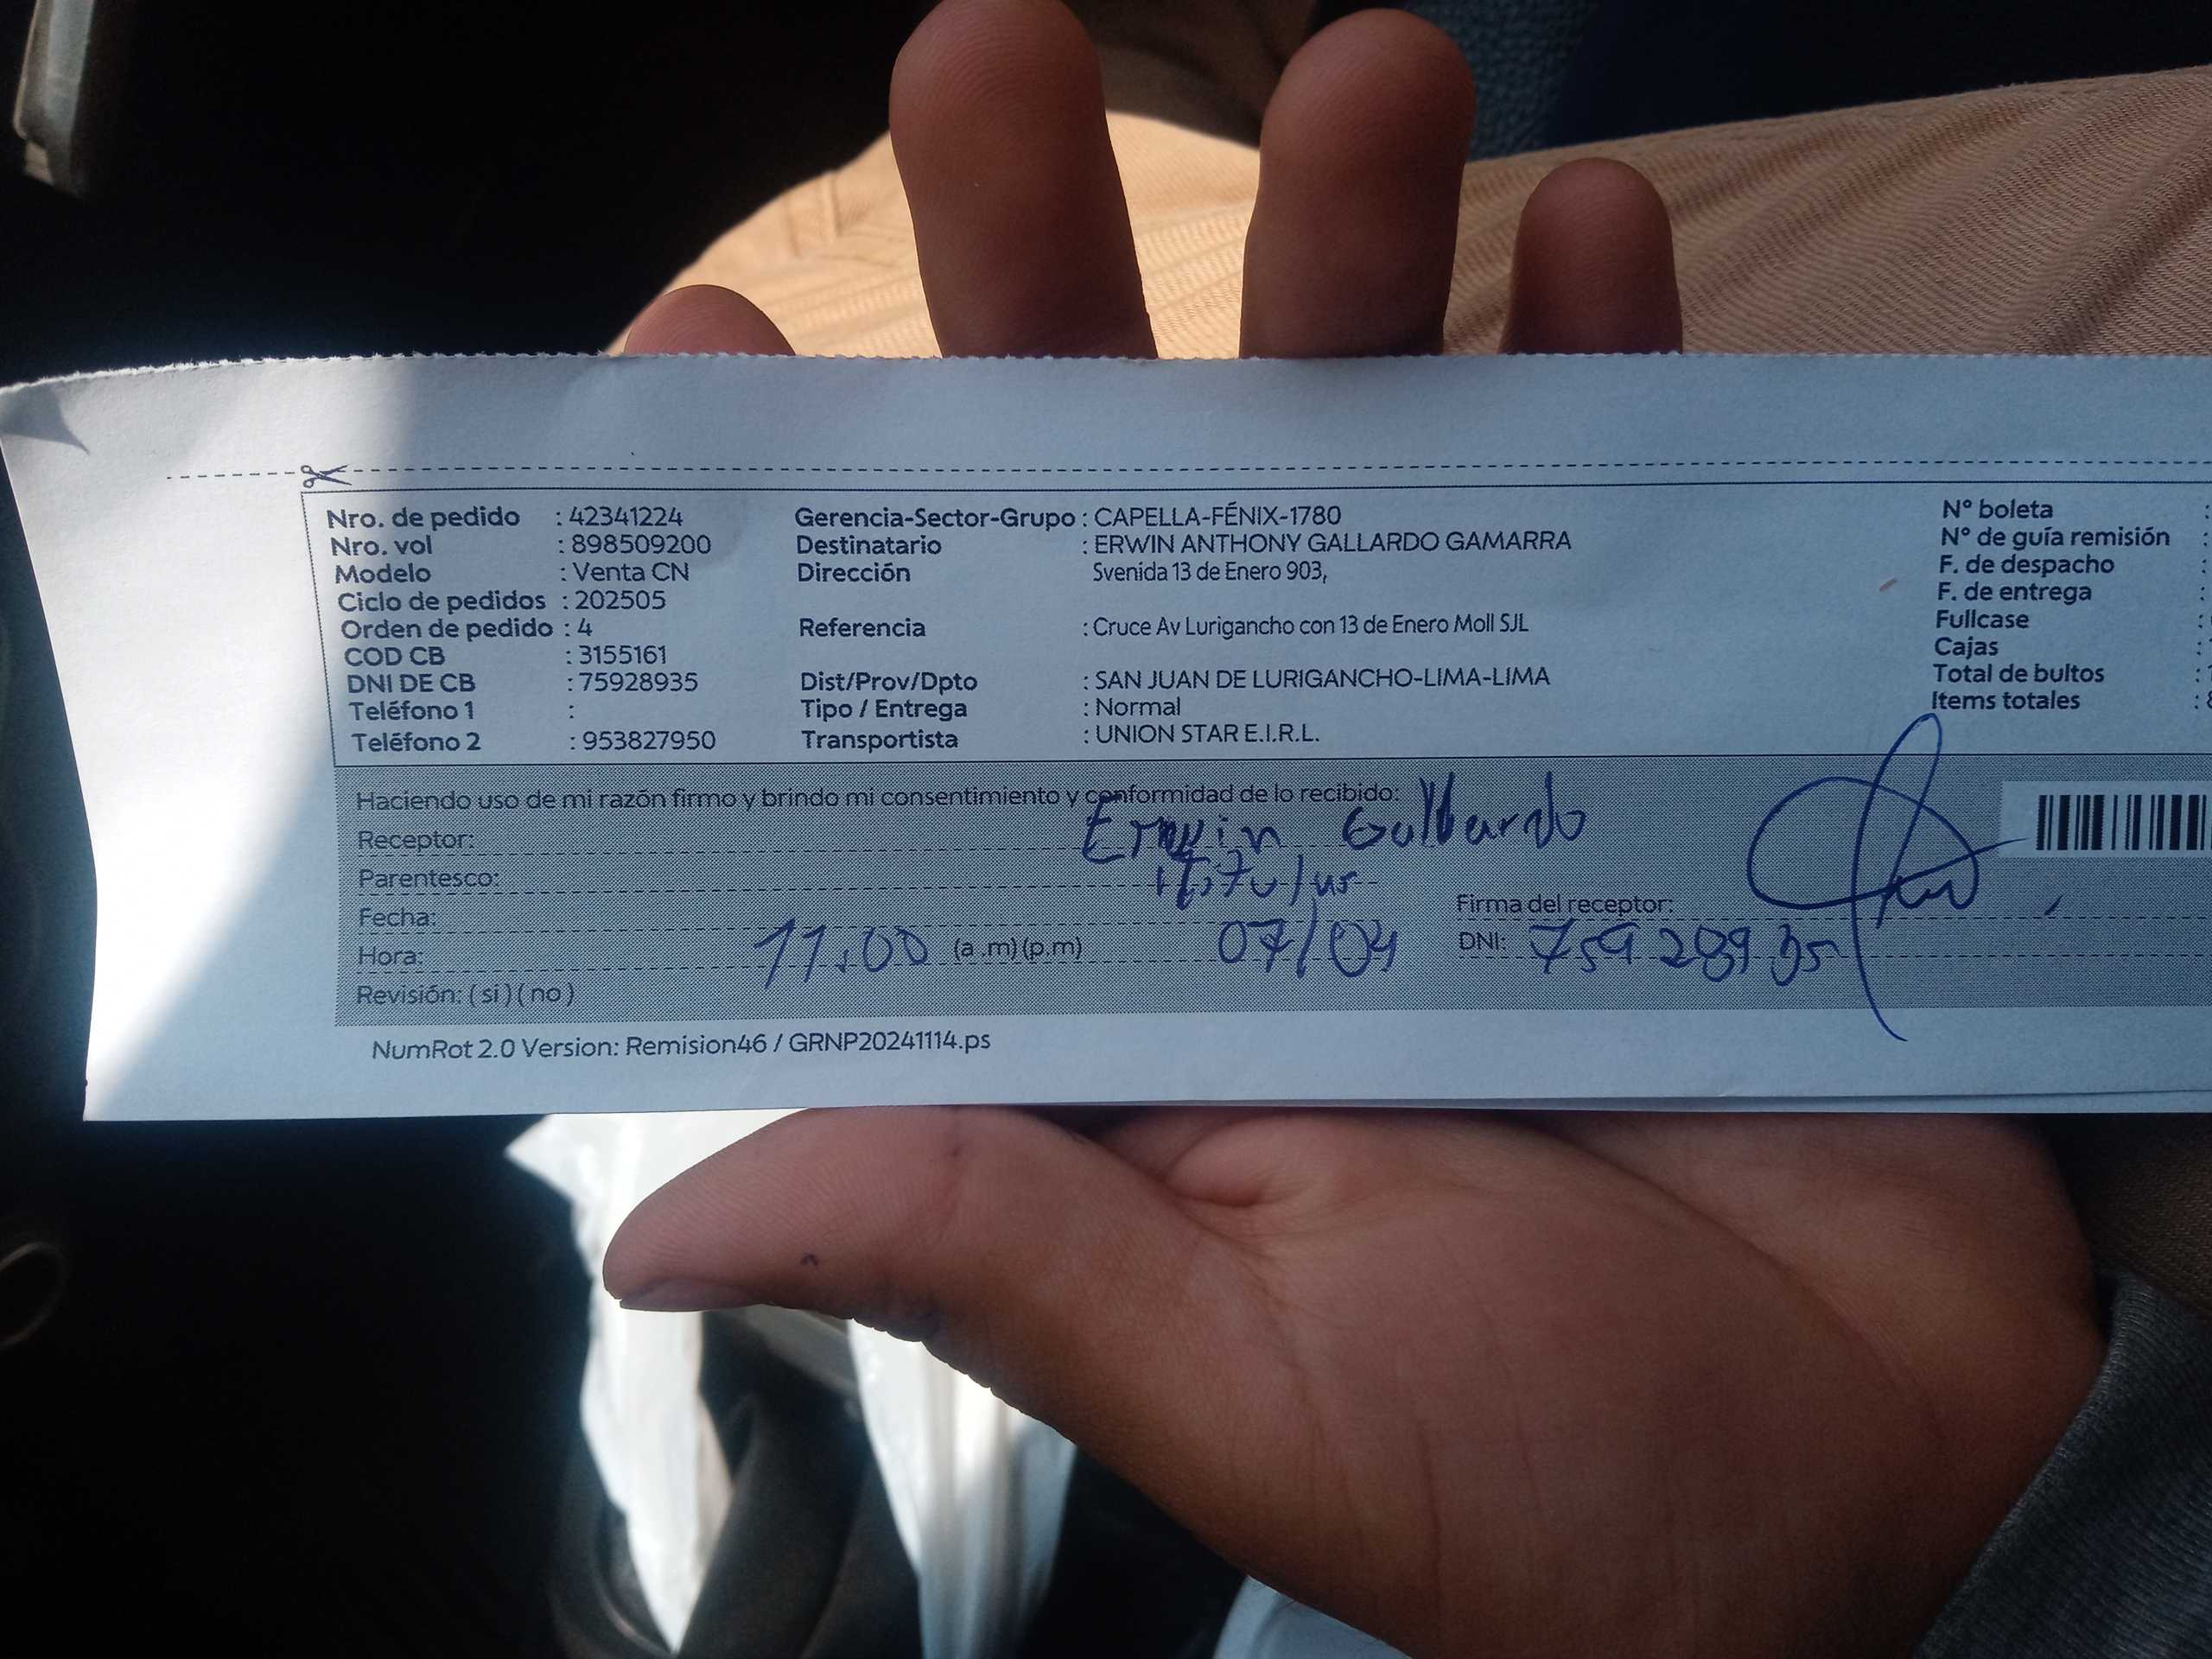 Nro. de pedido : 42341224
Nro. vol : 898509200
Modelo : Venta CN
Ciclo de pedidos : 202505
Orden de pedido : 4
COD CB : 3155161
DNI DE CB : 75928935
Teléfono 1 :
Teléfono 2 : 953827950
Gerencia-Sector-Grupo : CAPELLA-FÉNIX-1780
Destinatario : ERWIN ANTHONY GALLARDO GAMARRA
Dirección Svenida 13 de Enero 903,
Referencia : Cruce Av Lurigancho con 13 de Enero Moll SJL
Dist/Prov/Dpto : SAN JUAN DE LURIGANCHO-LIMA-LIMA
Tipo / Entrega : Normal
Transportista : UNION STAR E.I.R.L.
N° boleta :
N° de guía remisión :
F. de despacho :
F. de entrega :
Fullcase :
Cajas :
Total de bultos :
Items totales :
Haciendo uso de mi razón firmo y brindo mi consentimiento y conformidad de lo recibido:
Receptor: Erwin Gallardo
Parentesco: titular
Fecha: 07/04
Hora: 11:00 (a .m) (p.m)
Firma del receptor:
DNI: 75928935
Revisión: ( si ) ( no )
NumRot 2.0 Version: Remision46 / GRNP20241114.ps